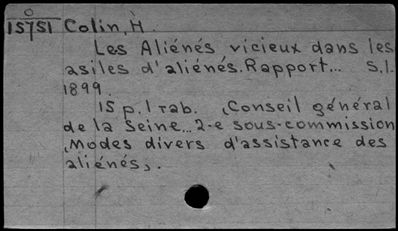 O
15751 Colin, H.
Les Aliénés vicieux dans les
asiles d'aliénés. Rapport... S.l.
1899.
15 p. 1 tab. (Conseil général
de la Seine... 2-e sous-commission
(Modes divers d'assistance des
aliénés).